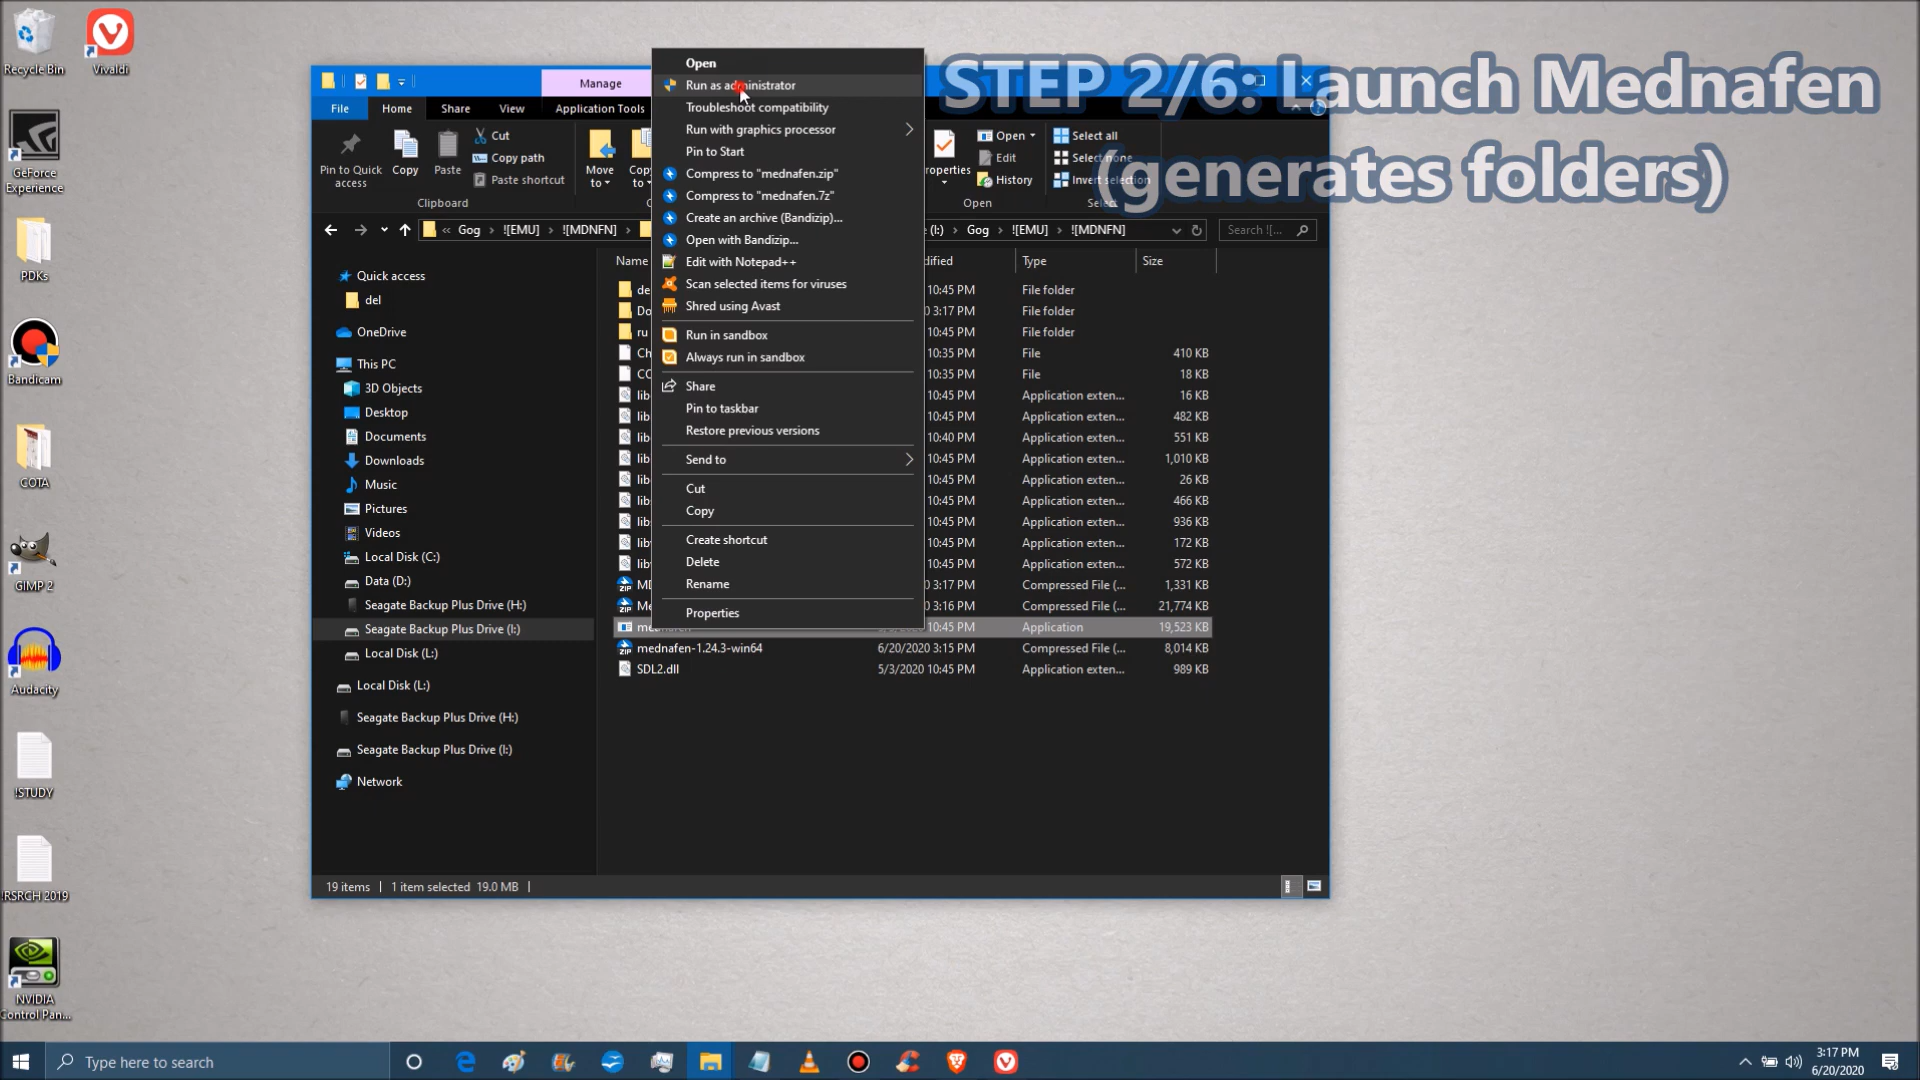 STEP 2/6: Launch Mednafen
(generates folders)
Recycle Bin
Vivaldi
GeForce
Experience
PDKs
Bandicam
COTA
GIMP 2
Audacity
!STUDY
!RSRCH 2019
NVIDIA
Control Pan...
Manage
File
Home
Share
View
Application Tools
Pin to Quick
access
Copy
Paste
Cut
Copy path
Paste shortcut
Clipboard
Move
to
to
Open
Edit
History
Open
Select all
Select none
Invert selection
« Gog > ![EMU] > ![MDNFN] >
(I:) > Gog > ![EMU] > ![MDNFN]
Search ![...
Open
Run as administrator
Troubleshoot compatibility
Run with graphics processor
Pin to Start
Compress to "mednafen.zip"
Compress to "mednafen.7z"
Create an archive (Bandizip)...
Open with Bandizip...
Edit with Notepad++
Scan selected items for viruses
Shred using Avast
Run in sandbox
Always run in sandbox
Share
Pin to taskbar
Restore previous versions
Send to
Cut
Copy
Create shortcut
Delete
Rename
Properties
Quick access
del
OneDrive
This PC
3D Objects
Desktop
Documents
Downloads
Music
Pictures
Videos
Local Disk (C:)
Data (D:)
Seagate Backup Plus Drive (H:)
Seagate Backup Plus Drive (I:)
Local Disk (L:)
Local Disk (L:)
Seagate Backup Plus Drive (H:)
Seagate Backup Plus Drive (I:)
Network
Name Type Size
de 10:45 PM File folder
Do 3:17 PM File folder
ru 10:45 PM File folder
Ch 10:35 PM File 410 KB
CO 10:35 PM File 18 KB
lib 10:45 PM Application exten... 16 KB
lib 10:45 PM Application exten... 482 KB
lib 10:40 PM Application exten... 551 KB
lib 10:45 PM Application exten... 1,010 KB
lib 10:45 PM Application exten... 26 KB
lib 10:45 PM Application exten... 466 KB
lib 10:45 PM Application exten... 936 KB
lib 10:45 PM Application exten... 172 KB
lib 10:45 PM Application exten... 572 KB
3:17 PM Compressed File (... 1,331 KB
Me 3:16 PM Compressed File (... 21,774 KB
mednafen 10:45 PM Application 19,523 KB
mednafen-1.24.3-win64 6/20/2020 3:15 PM Compressed File (... 8,014 KB
SDL2.dll 5/3/2020 10:45 PM Application exten... 989 KB
19 items | 1 item selected 19.0 MB |
Type here to search
3:17 PM
6/20/2020